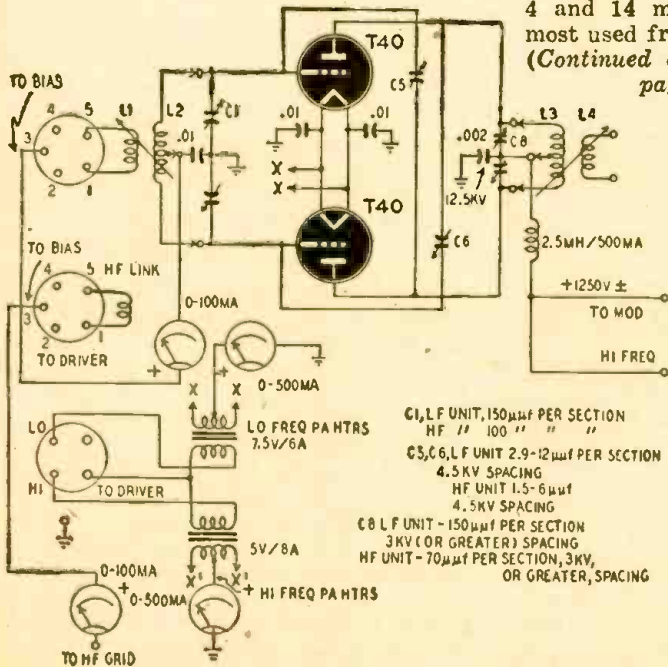 4 and 14 m
most used fr
(Continued
pa
T40
TO BIAS
L1
L2
C1
C5
.01
.01
.01
.002
C8
L3
L4
4
5
3
2
1
X
X
12.5KV
T40
C6
2.5MH/500MA
TO BIAS
4
5
HF LINK
3
2
1
0-100MA
+1250V ±
TO MOD
TO DRIVER
+
+
0-500MA
HI FREQ
X
X
LO
LO FREQ PA HTRS
7.5V/6A
HI
TO DRIVER
5V/8A
0-100MA
+
0-500MA
X'
X'
+
HI FREQ PA HTRS
TO HF GRID
C1, LF UNIT, 150µµf PER SECTION
HF " 100 " " "
C5, C6, LF UNIT 2.9-12µµf PER SECTION
4.5 KV SPACING
HF UNIT 1.5-6µµf
4.5KV SPACING
C8 LF UNIT - 150µµf PER SECTION
3KV (OR GREATER) SPACING
HF UNIT - 70µµf PER SECTION, 3KV,
OR GREATER, SPACING